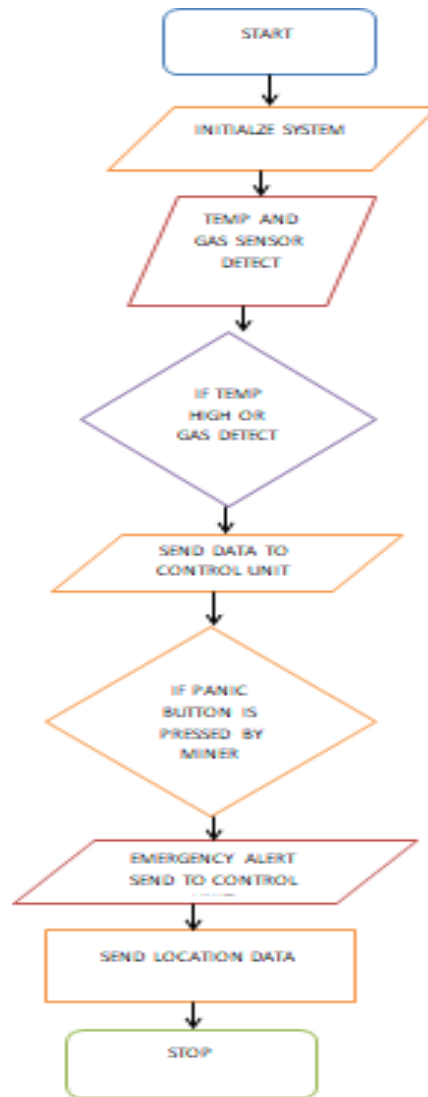 START
INITIALZE SYSTEM
TEMP AND
GAS SENSOR
DETECT
IF TEMP
HIGH OR
GAS DETECT
SEND DATA TO
CONTROL UNIT
IF PANIC
BUTTON IS
PRESSED BY
MINER
EMERGENCY ALERT
SEND TO CONTROL
SEND LOCATION DATA
STOP